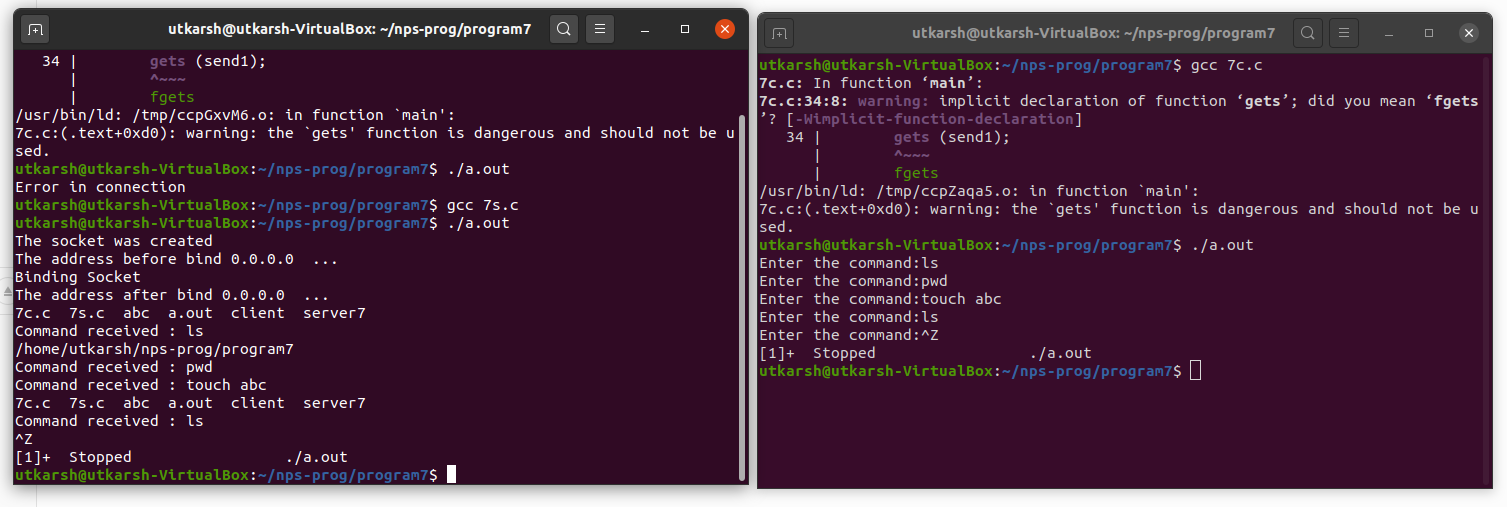 utkarsh@utkarsh-VirtualBox: ~/nps-prog/program7
   34 |        gets (send1);
      |        ^~~~
      |        fgets
/usr/bin/ld: /tmp/ccpGxvM6.o: in function `main':
7c.c:(.text+0xd0): warning: the `gets' function is dangerous and should not be u
sed.
utkarsh@utkarsh-VirtualBox:~/nps-prog/program7$ ./a.out
Error in connection
utkarsh@utkarsh-VirtualBox:~/nps-prog/program7$ gcc 7s.c
utkarsh@utkarsh-VirtualBox:~/nps-prog/program7$ ./a.out
The socket was created
The address before bind 0.0.0.0  ...
Binding Socket
The address after bind 0.0.0.0  ...
7c.c  7s.c  abc  a.out  client  server7
Command received : ls
/home/utkarsh/nps-prog/program7
Command received : pwd
Command received : touch abc
7c.c  7s.c  abc  a.out  client  server7
Command received : ls
^Z
[1]+  Stopped                 ./a.out
utkarsh@utkarsh-VirtualBox:~/nps-prog/program7$
utkarsh@utkarsh-VirtualBox: ~/nps-prog/program7
utkarsh@utkarsh-VirtualBox:~/nps-prog/program7$ gcc 7c.c
7c.c: In function ‘main’:
7c.c:34:8: warning: implicit declaration of function ‘gets’; did you mean ‘fgets
’? [-Wimplicit-function-declaration]
   34 |        gets (send1);
      |        ^~~~
      |        fgets
/usr/bin/ld: /tmp/ccpZaqa5.o: in function `main':
7c.c:(.text+0xd0): warning: the `gets' function is dangerous and should not be u
sed.
utkarsh@utkarsh-VirtualBox:~/nps-prog/program7$ ./a.out
Enter the command:ls
Enter the command:pwd
Enter the command:touch abc
Enter the command:ls
Enter the command:^Z
[1]+  Stopped                 ./a.out
utkarsh@utkarsh-VirtualBox:~/nps-prog/program7$